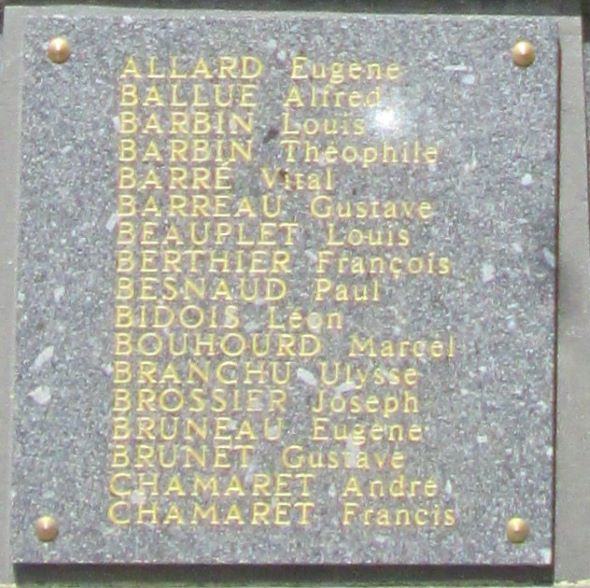 ALLARD Eugène
BALLUE Alfred
BARBIN Louis
BARBIN Théophile
BARRÉ Vital
BARREAU Gustave
BEAUPLET Louis
BERTHIER François
BESNAUD Paul
BIDOIS Léon
BOUHOURD Marcel
BRANCHU Ulysse
BROSSIER Joseph
BRUNEAU Eugène
BRUNET Gustave
CHAMARET André
CHAMARET Francis